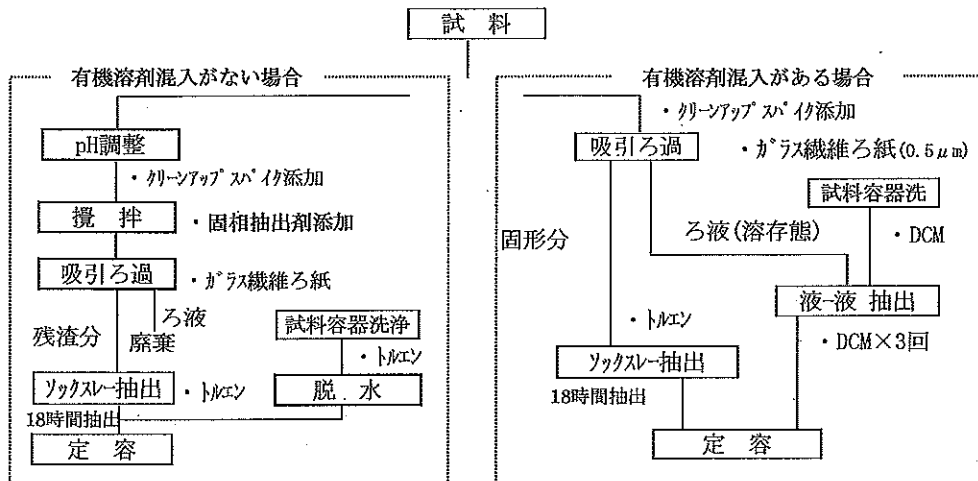 試料
有機溶剤混入がない場合
pH調整
・ｸﾘｰﾝｱｯﾌﾟｽﾊﾟｲｸ添加
攪拌
・固相抽出剤添加
吸引ろ過
・ｶﾞﾗｽ繊維ろ紙
残渣分
ろ液
廃棄
試料容器洗浄
・ﾄﾙｴﾝ
ｿｯｸｽﾚｰ抽出
・ﾄﾙｴﾝ
脱水
18時間抽出
定容
有機溶剤混入がある場合
・ｸﾘｰﾝｱｯﾌﾟｽﾊﾟｲｸ添加
吸引ろ過
・ｶﾞﾗｽ繊維ろ紙(0.5μm)
試料容器洗
・DCM
固形分
ろ液(溶存態)
液-液 抽出
・DCM×3回
・ﾄﾙｴﾝ
ｿｯｸｽﾚｰ抽出
18時間抽出
定容